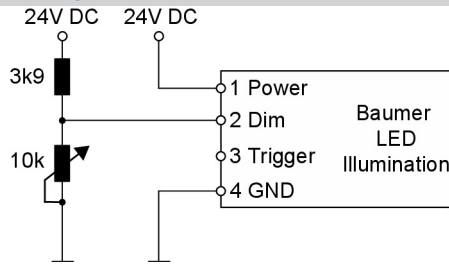 24V DC 24V DC
3k9
1 Power
2 Dim
10k
3 Trigger
4 GND
Baumer
LED
Illumination